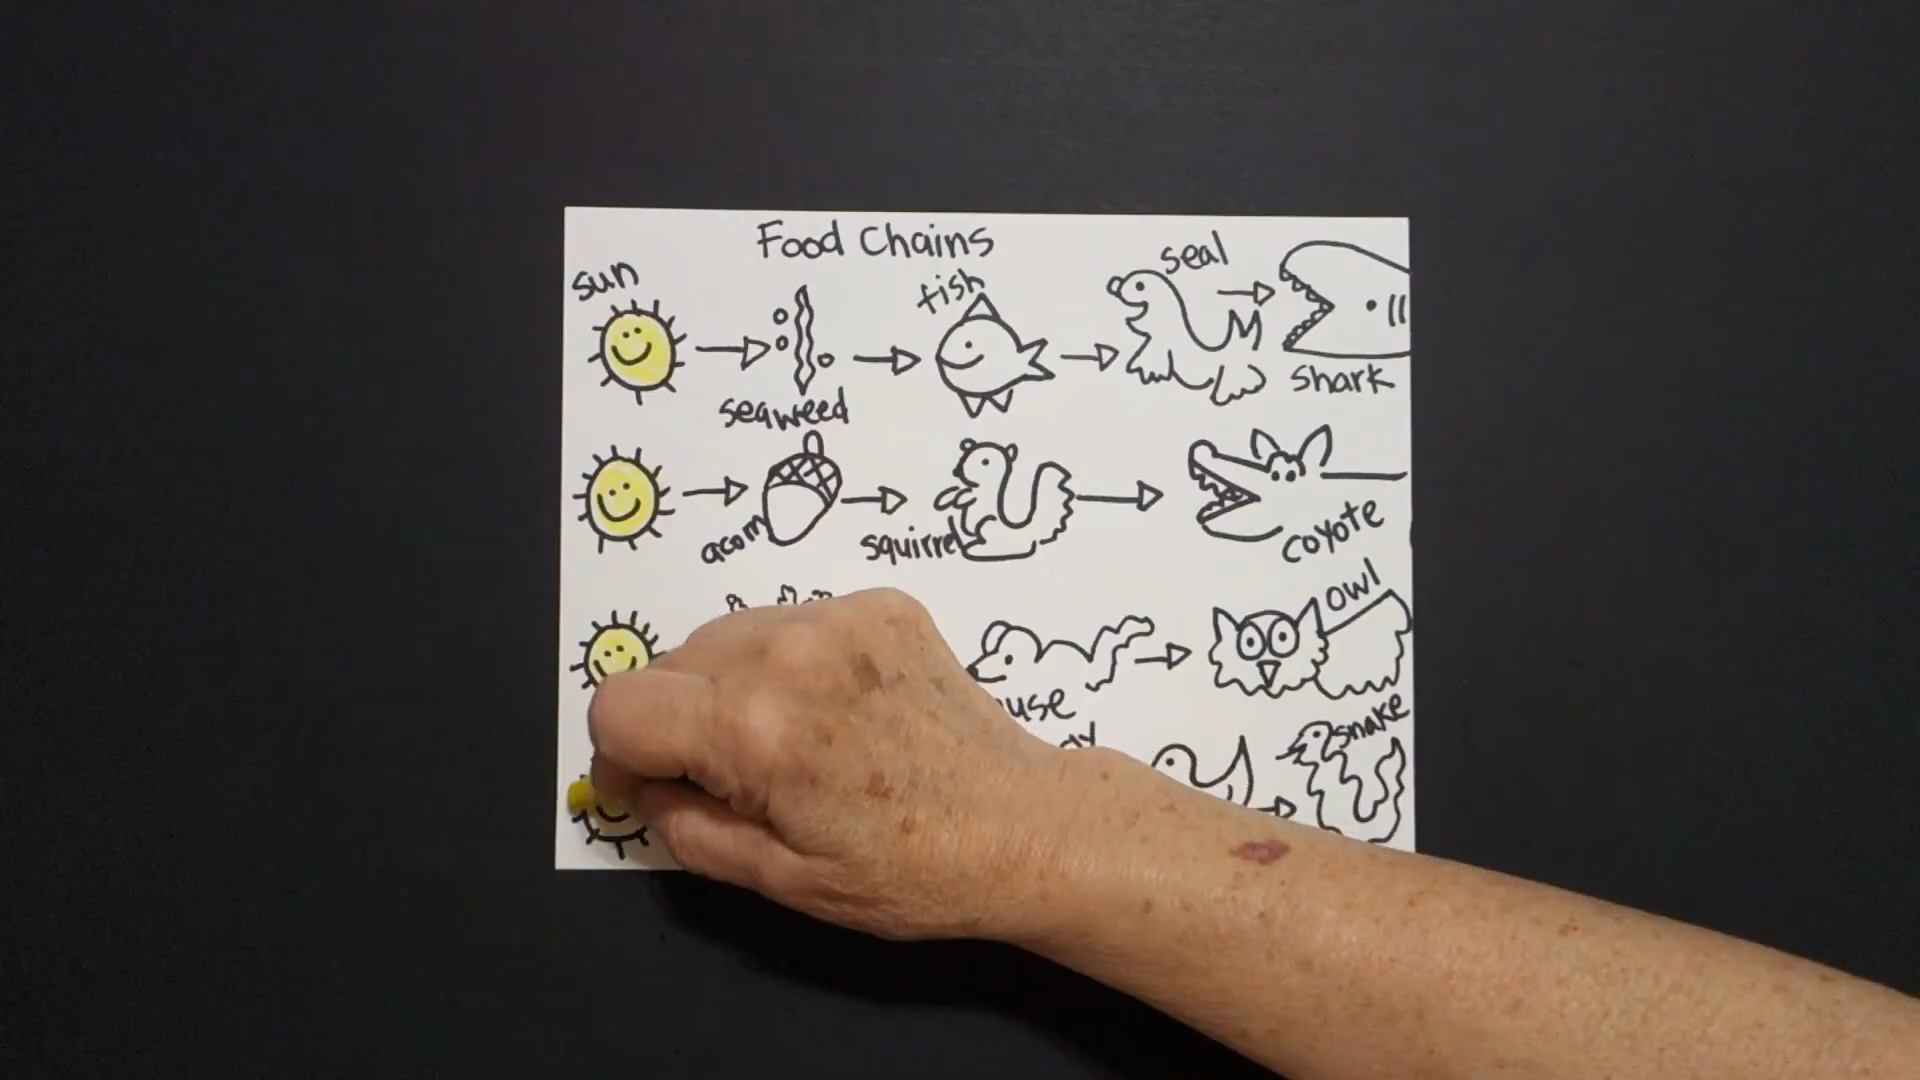 Food Chains
sun
fish
seal
seaweed
shark
acorn
squirrel
coyote
owl
snake